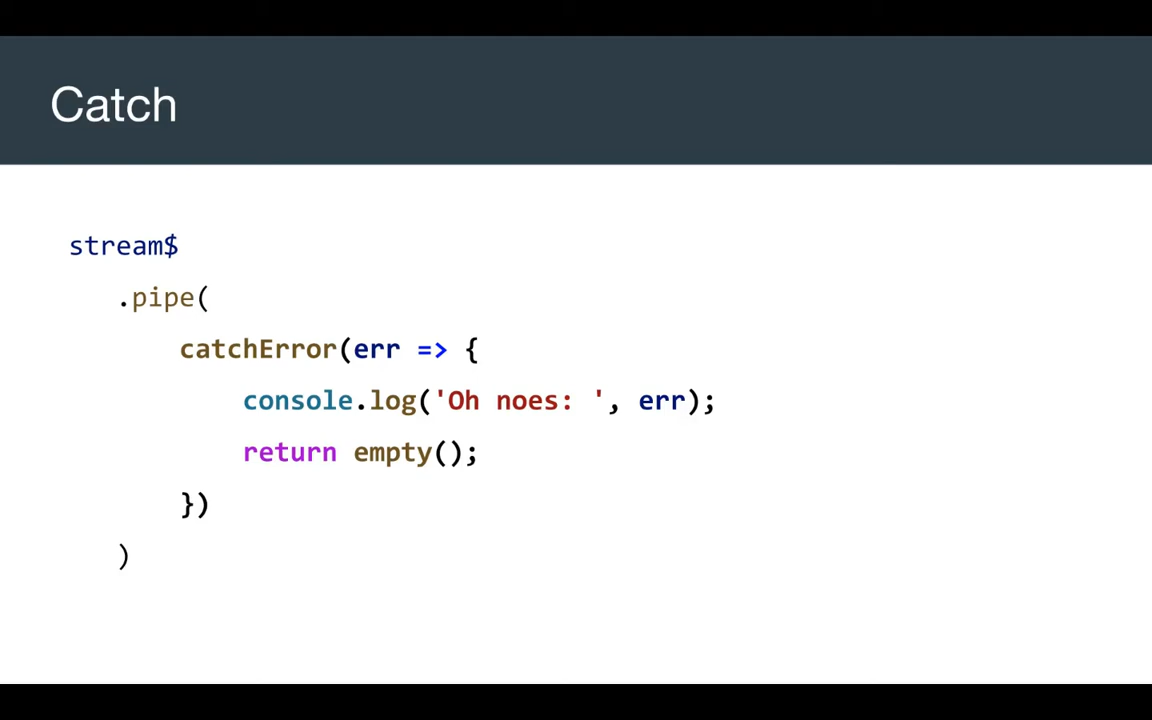 Catch
stream$
.pipe(
catchError(err => {
console.log('Oh noes: ', err);
return empty();
})
)